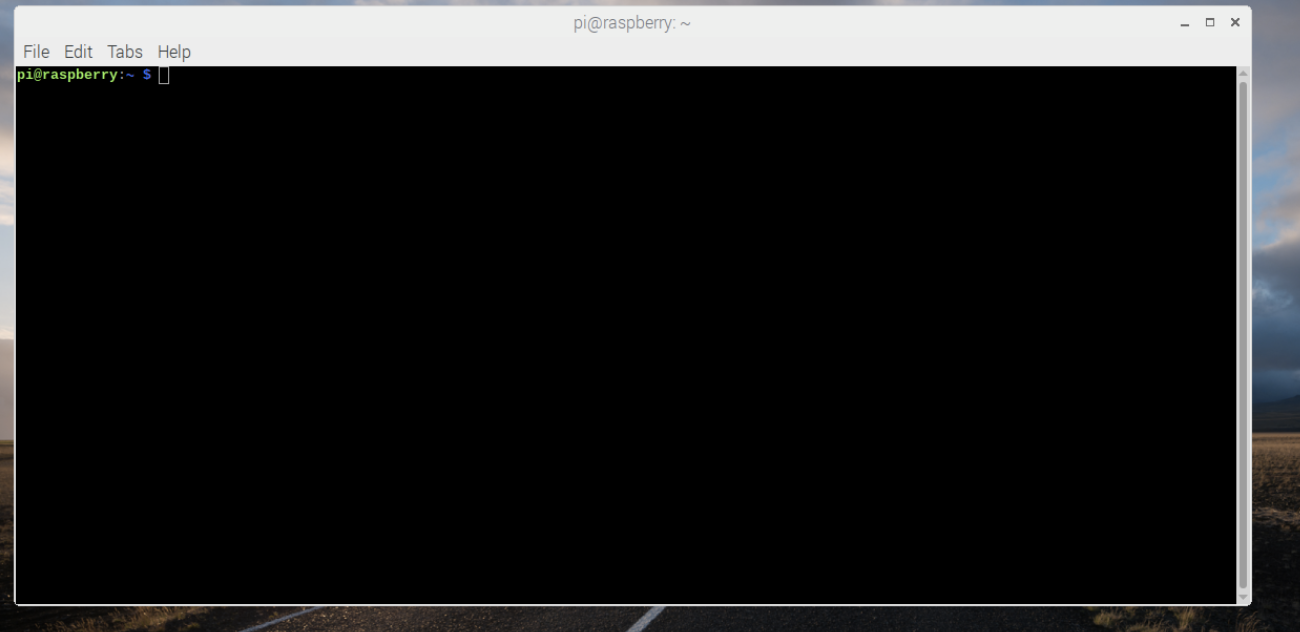 pi@raspberry: ~
File Edit Tabs Help
pi@raspberry:~ $